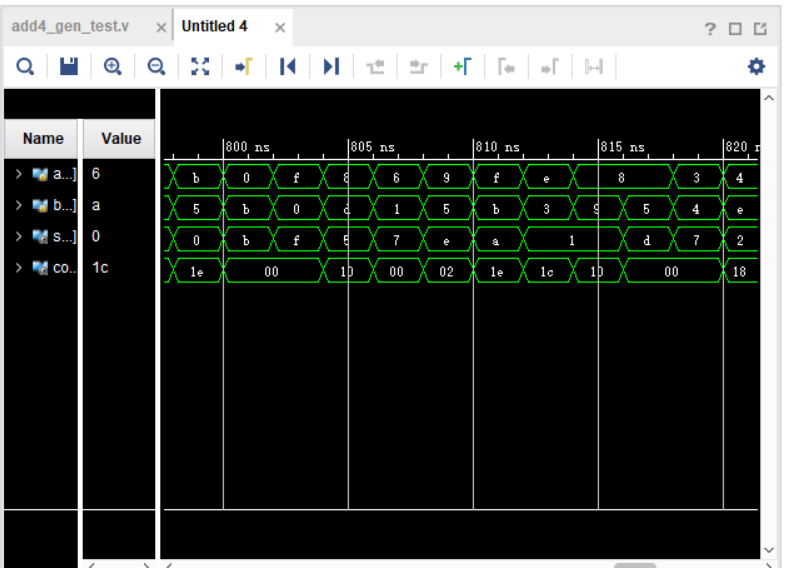 add4_gen_test.v × Untitled 4 × ?
Name Value
800 ns 805 ns 810 ns 815 ns 820
a...] 6 b 0 f 8 6 9 f e 8 3 4
b...] a 5 b 0 d 1 5 b 3 9 5 4 e
s...] 0 0 b f 5 7 e a 1 d 7 2
co.. 1c 1e 00 10 00 02 1e 1c 10 00 18